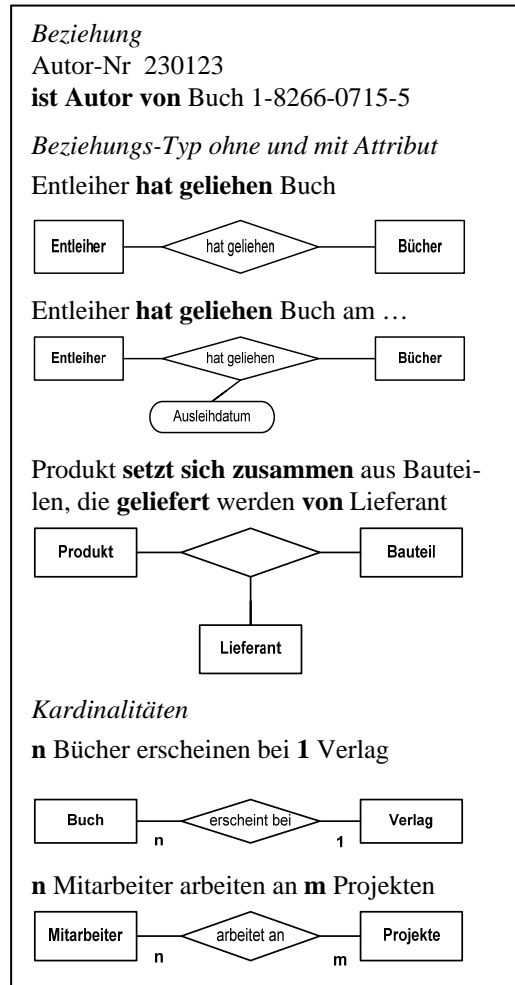 Beziehung
Autor-Nr 230123
ist Autor von Buch 1-8266-0715-5
Beziehungs-Typ ohne und mit Attribut
Entleiher hat geliehen Buch
Entleiher hat geliehen Bücher
Entleiher hat geliehen Buch am …
Entleiher hat geliehen Bücher
Ausleihdatum
Produkt setzt sich zusammen aus Bautei-
len, die geliefert werden von Lieferant
Produkt Bauteil
Lieferant
Kardinalitäten
n Bücher erscheinen bei 1 Verlag
Buch erscheint bei Verlag
n 1
n Mitarbeiter arbeiten an m Projekten
Mitarbeiter arbeitet an Projekte
n m